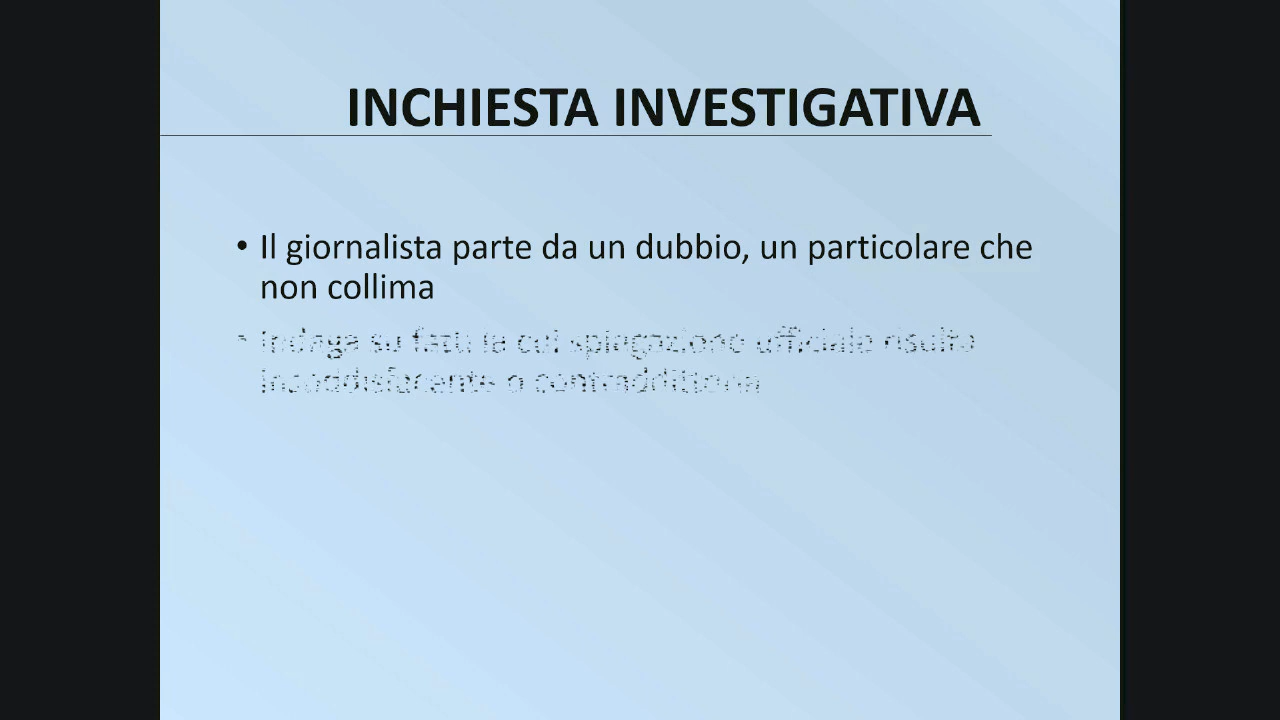 INCHIESTA INVESTIGATIVA
• Il giornalista parte da un dubbio, un particolare che
non collima
• Indaga su fatti la cui spiegazione ufficiale risulta
insoddisfacente o contraddittoria